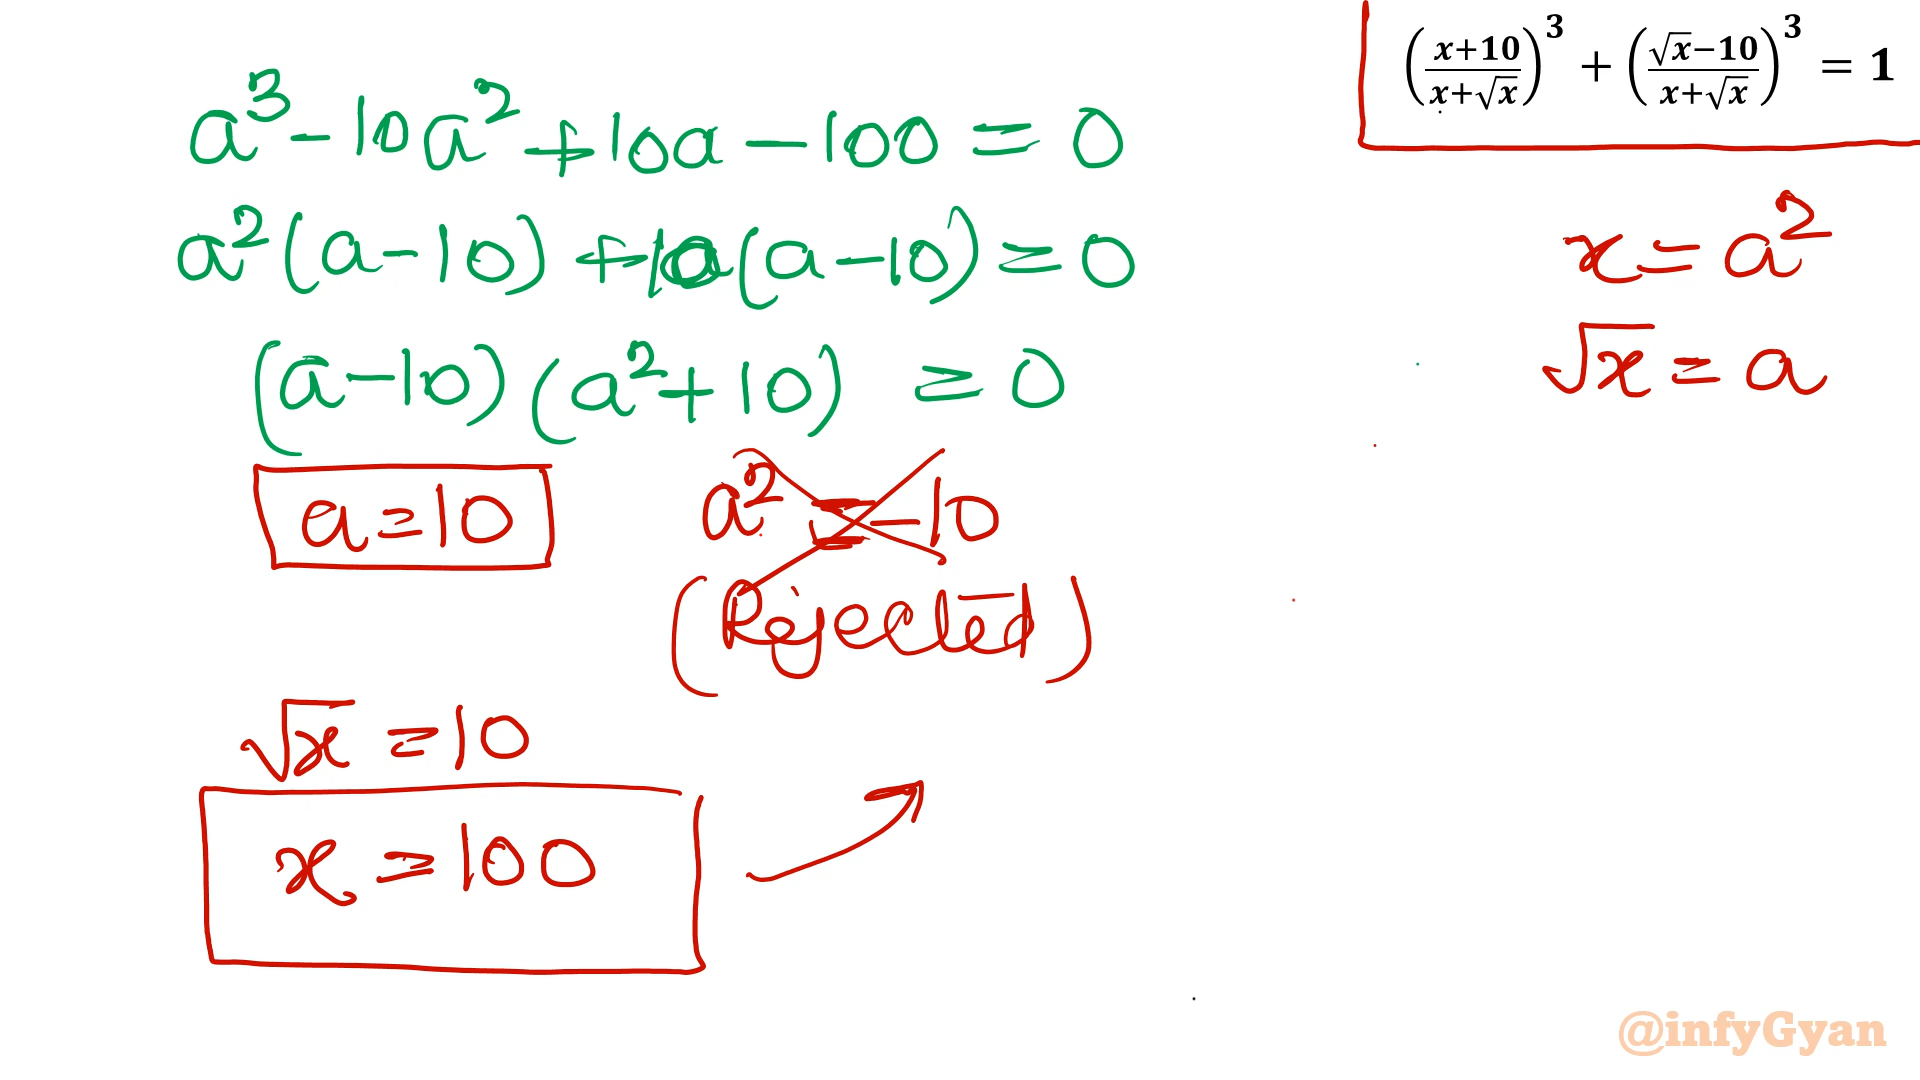 (x+10/x+√x)³ + (√x−10/x+√x)³ = 1
a³ − 10a² + 10a − 100 = 0
a²(a−10) + 10(a−10) = 0
(a−10)(a²+10) = 0
a = 10
a² = −10
(Rejected)
√x = 10
x = 100
x = a²
√x = a
@infyGyan